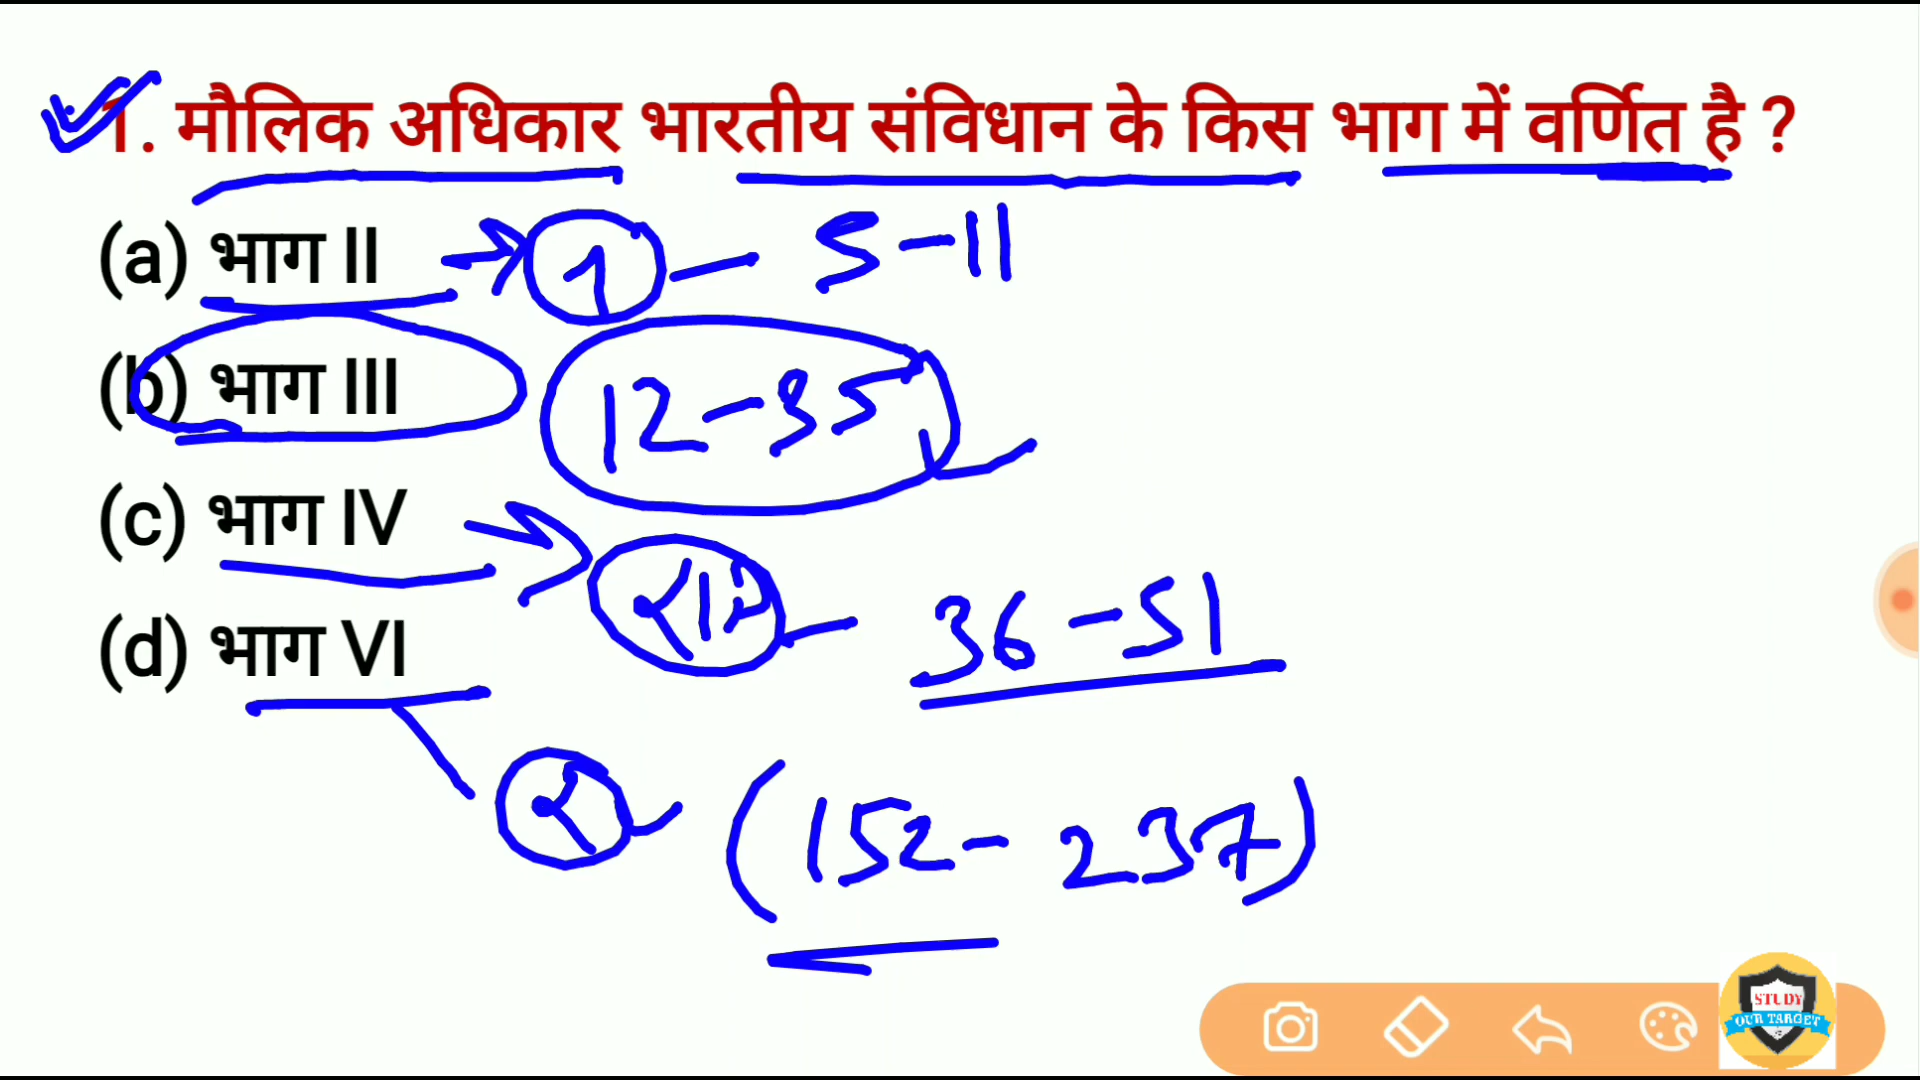 1. मौलिक अधिकार भारतीय संविधान के किस भाग में वर्णित है ?
(a) भाग II
1 – 5-11
(b) भाग III
12-35
(c) भाग IV
36-51
(d) भाग VI
(152-237)
STUDY
OUR TARGET